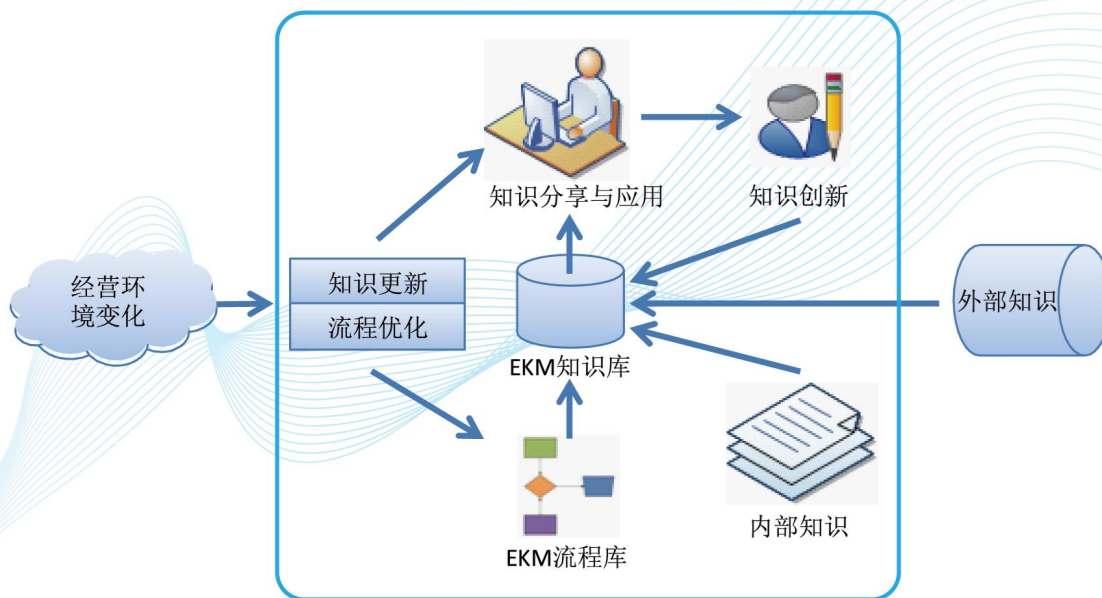 知识分享与应用
知识创新
经营环
境变化
知识更新
流程优化
EKM知识库
外部知识
EKM流程库
内部知识